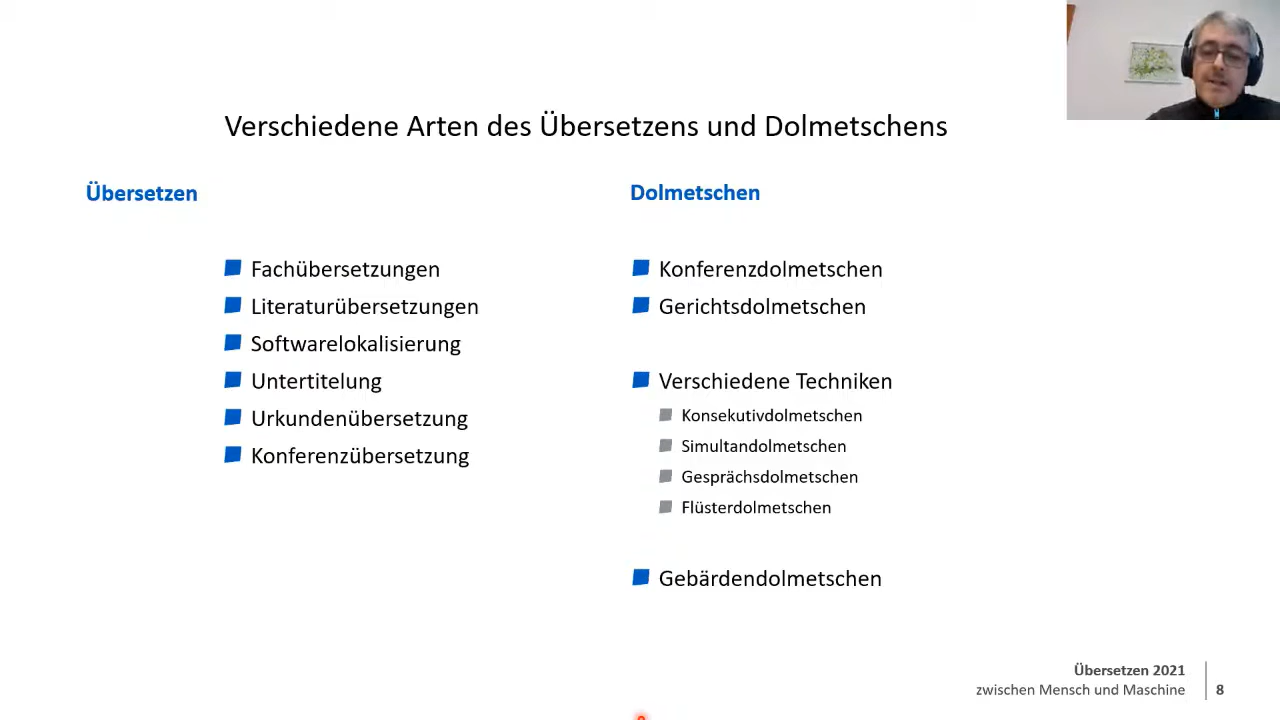 Verschiedene Arten des Übersetzens und Dolmetschens
Übersetzen
Fachübersetzungen
Literaturübersetzungen
Softwarelokalisierung
Untertitelung
Urkundenübersetzung
Konferenzübersetzung
Dolmetschen
Konferenzdolmetschen
Gerichtsdolmetschen
Verschiedene Techniken
Konsekutivdolmetschen
Simultandolmetschen
Gesprächsdolmetschen
Flüsterdolmetschen
Gebärdendolmetschen
Übersetzen 2021
zwischen Mensch und Maschine
8